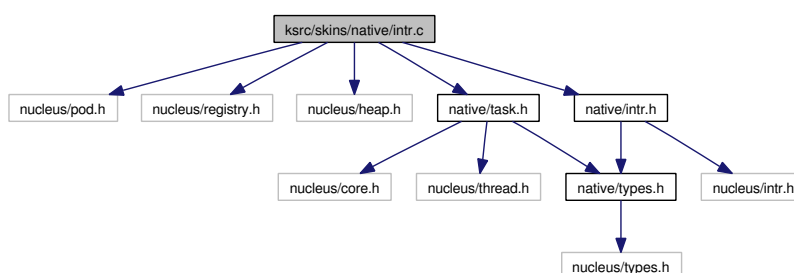 ksrc/skins/native/intr.c
nucleus/pod.h
nucleus/registry.h
nucleus/heap.h
native/task.h
native/intr.h
nucleus/core.h
nucleus/thread.h
native/types.h
nucleus/intr.h
nucleus/types.h